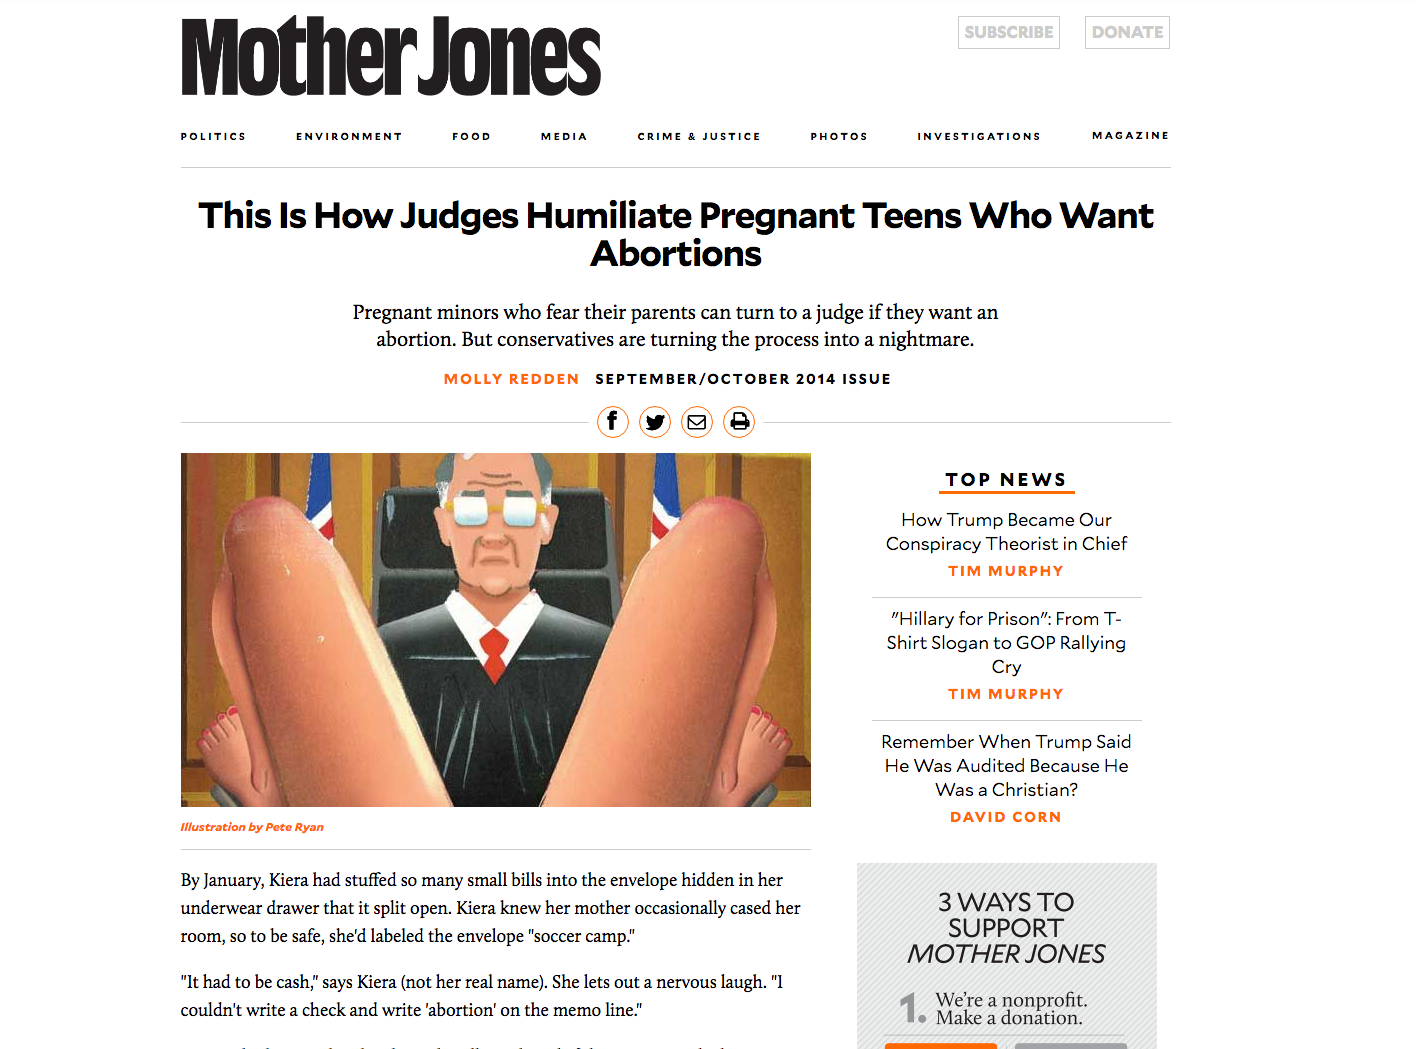 Mother Jones
SUBSCRIBE
DONATE
POLITICS
ENVIRONMENT
FOOD
MEDIA
CRIME & JUSTICE
PHOTOS
INVESTIGATIONS
MAGAZINE
This Is How Judges Humiliate Pregnant Teens Who Want
Abortions
Pregnant minors who fear their parents can turn to a judge if they want an
abortion. But conservatives are turning the process into a nightmare.
MOLLY REDDEN SEPTEMBER/OCTOBER 2014 ISSUE
Illustration by Pete Ryan
By January, Kiera had stuffed so many small bills into the envelope hidden in her
underwear drawer that it split open. Kiera knew her mother occasionally cased her
room, so to be safe, she'd labeled the envelope "soccer camp."
"It had to be cash," says Kiera (not her real name). She lets out a nervous laugh. "I
couldn't write a check and write 'abortion' on the memo line."
TOP NEWS
How Trump Became Our
Conspiracy Theorist in Chief
TIM MURPHY
"Hillary for Prison": From T-
Shirt Slogan to GOP Rallying
Cry
TIM MURPHY
Remember When Trump Said
He Was Audited Because He
Was a Christian?
DAVID CORN
3 WAYS TO
SUPPORT
MOTHER JONES
1. We're a nonprofit.
Make a donation.